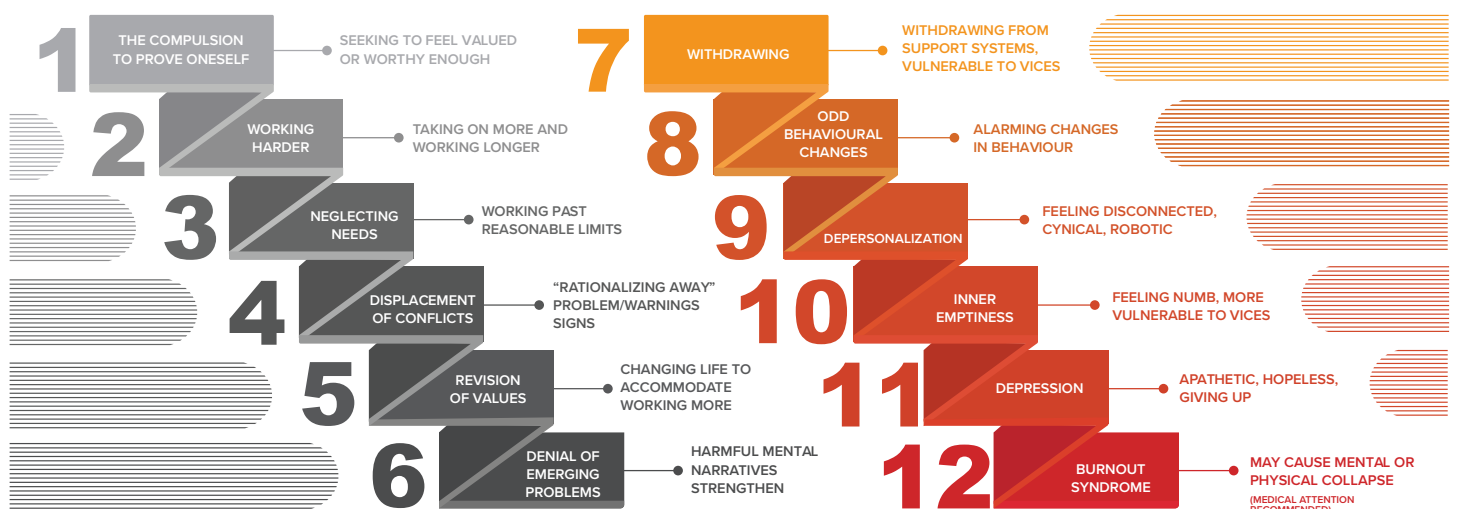 1
THE COMPULSION
TO PROVE ONESELF
SEEKING TO FEEL VALUED
OR WORTHY ENOUGH
2
WORKING
HARDER
TAKING ON MORE AND
WORKING LONGER
3
NEGLECTING
NEEDS
WORKING PAST
REASONABLE LIMITS
4
DISPLACEMENT
OF CONFLICTS
“RATIONALIZING AWAY”
PROBLEM/WARNINGS
SIGNS
5
REVISION
OF VALUES
CHANGING LIFE TO
ACCOMMODATE
WORKING MORE
6
DENIAL OF
EMERGING
PROBLEMS
HARMFUL MENTAL
NARRATIVES
STRENGTHEN
7
WITHDRAWING
WITHDRAWING FROM
SUPPORT SYSTEMS,
VULNERABLE TO VICES
8
ODD
BEHAVIOURAL
CHANGES
ALARMING CHANGES
IN BEHAVIOUR
9
DEPERSONALIZATION
FEELING DISCONNECTED,
CYNICAL, ROBOTIC
10
INNER
EMPTINESS
FEELING NUMB, MORE
VULNERABLE TO VICES
11
DEPRESSION
APATHETIC, HOPELESS,
GIVING UP
12
BURNOUT
SYNDROME
MAY CAUSE MENTAL OR
PHYSICAL COLLAPSE
(MEDICAL ATTENTION
RECOMMENDED)